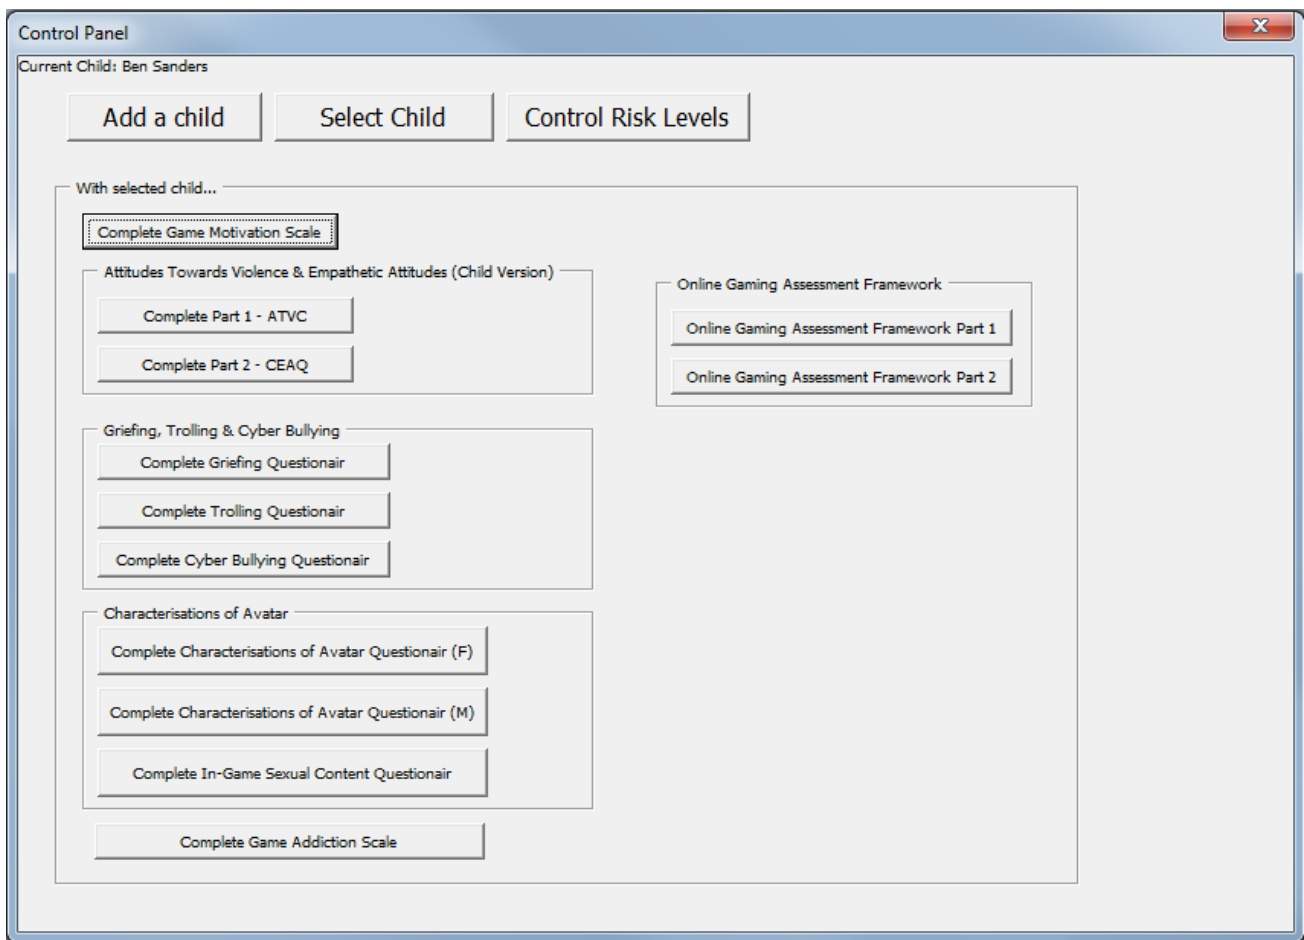 Control Panel
X
Current Child: Ben Sanders
Add a child
Select Child
Control Risk Levels
With selected child...
Complete Game Motivation Scale
Attitudes Towards Violence & Empathetic Attitudes (Child Version)
Complete Part 1 - ATVC
Complete Part 2 - CEAQ
Online Gaming Assessment Framework
Online Gaming Assessment Framework Part 1
Online Gaming Assessment Framework Part 2
Griefing, Trolling & Cyber Bullying
Complete Griefing Questionair
Complete Trolling Questionair
Complete Cyber Bullying Questionair
Characterisations of Avatar
Complete Characterisations of Avatar Questionair (F)
Complete Characterisations of Avatar Questionair (M)
Complete In-Game Sexual Content Questionair
Complete Game Addiction Scale